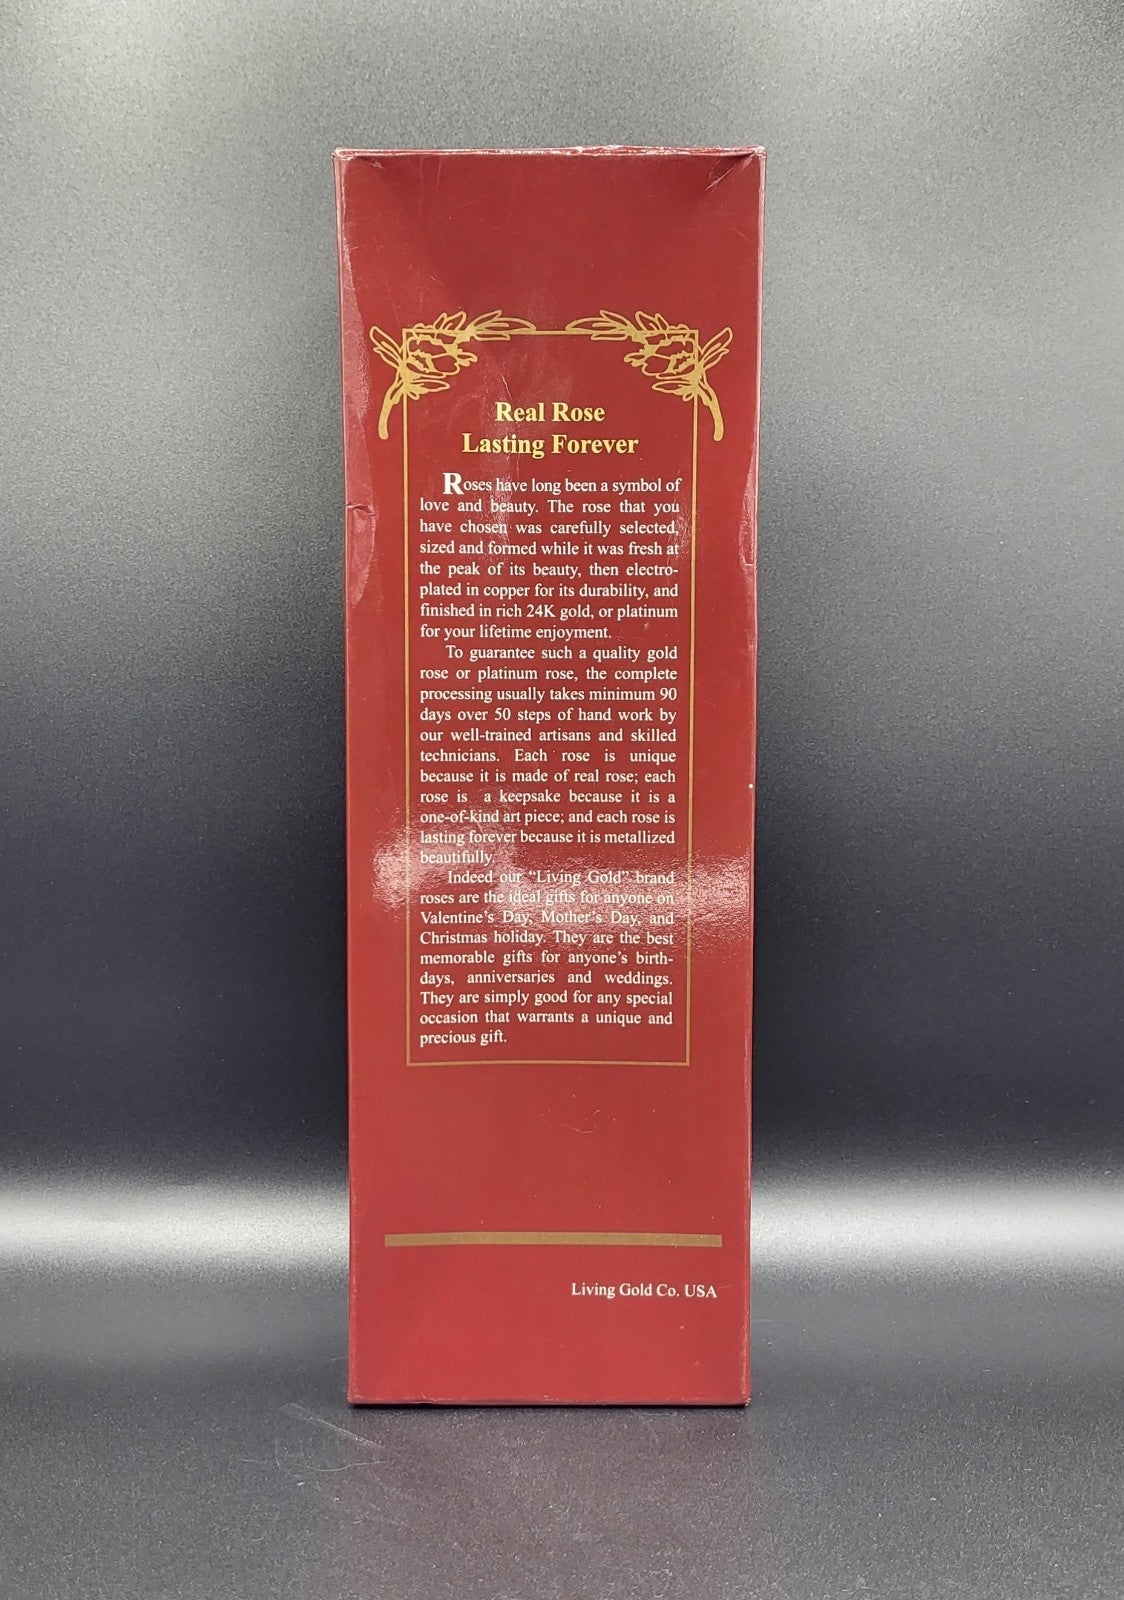 Real Rose
Lasting Forever
Roses have long been a symbol of
love and beauty. The rose that you
have chosen was carefully selected,
sized and formed while it was fresh at
the peak of its beauty, then electro-
plated in copper for its durability, and
finished in rich 24K gold, or platinum
for your lifetime enjoyment.
To guarantee such a quality gold
rose or platinum rose, the complete
processing usually takes minimum 90
days over 50 steps of hand work by
our well-trained artisans and skilled
technicians. Each rose is unique
because it is made of real rose; each
rose is a keepsake because it is a
one-of-kind art piece; and each rose is
lasting forever because it is metallized
beautifully.
Indeed our “Living Gold” brand
roses are the ideal gifts for anyone on
Valentine’s Day, Mother’s Day, and
Christmas holiday. They are the best
memorable gifts for anyone’s birth-
days, anniversaries and weddings.
They are simply good for any special
occasion that warrants a unique and
precious gift.
Living Gold Co. USA